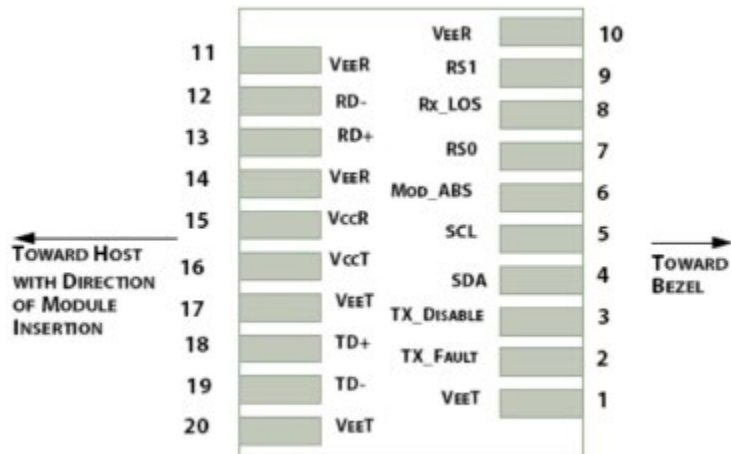 11 VEER
12 RD-
13 RD+
14 VEER
15 VCCR
16 VCCT
17 VEET
18 TD+
19 TD-
20 VEET
VEER 10
RS1 9
Rx_LOS 8
RS0 7
MOD_ABS 6
SCL 5
SDA 4
TX_DISABLE 3
TX_FAULT 2
VEET 1
TOWARD HOST
WITH DIRECTION
OF MODULE
INSERTION
TOWARD
BEZEL